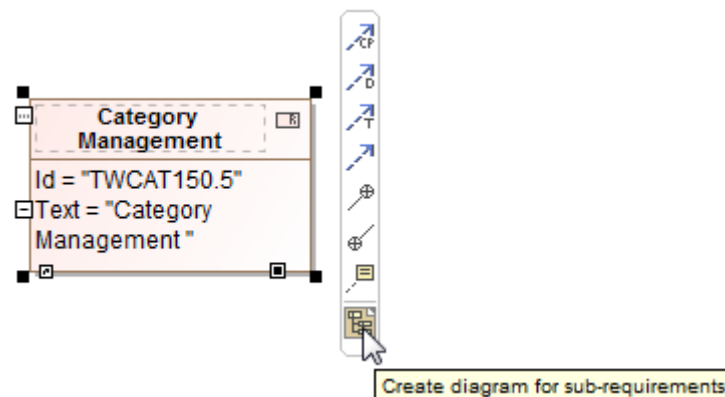 CP
D
T
Category
Management
R
Id = "TWCAT150.5"
Text = "Category
Management "
Create diagram for sub-requirements